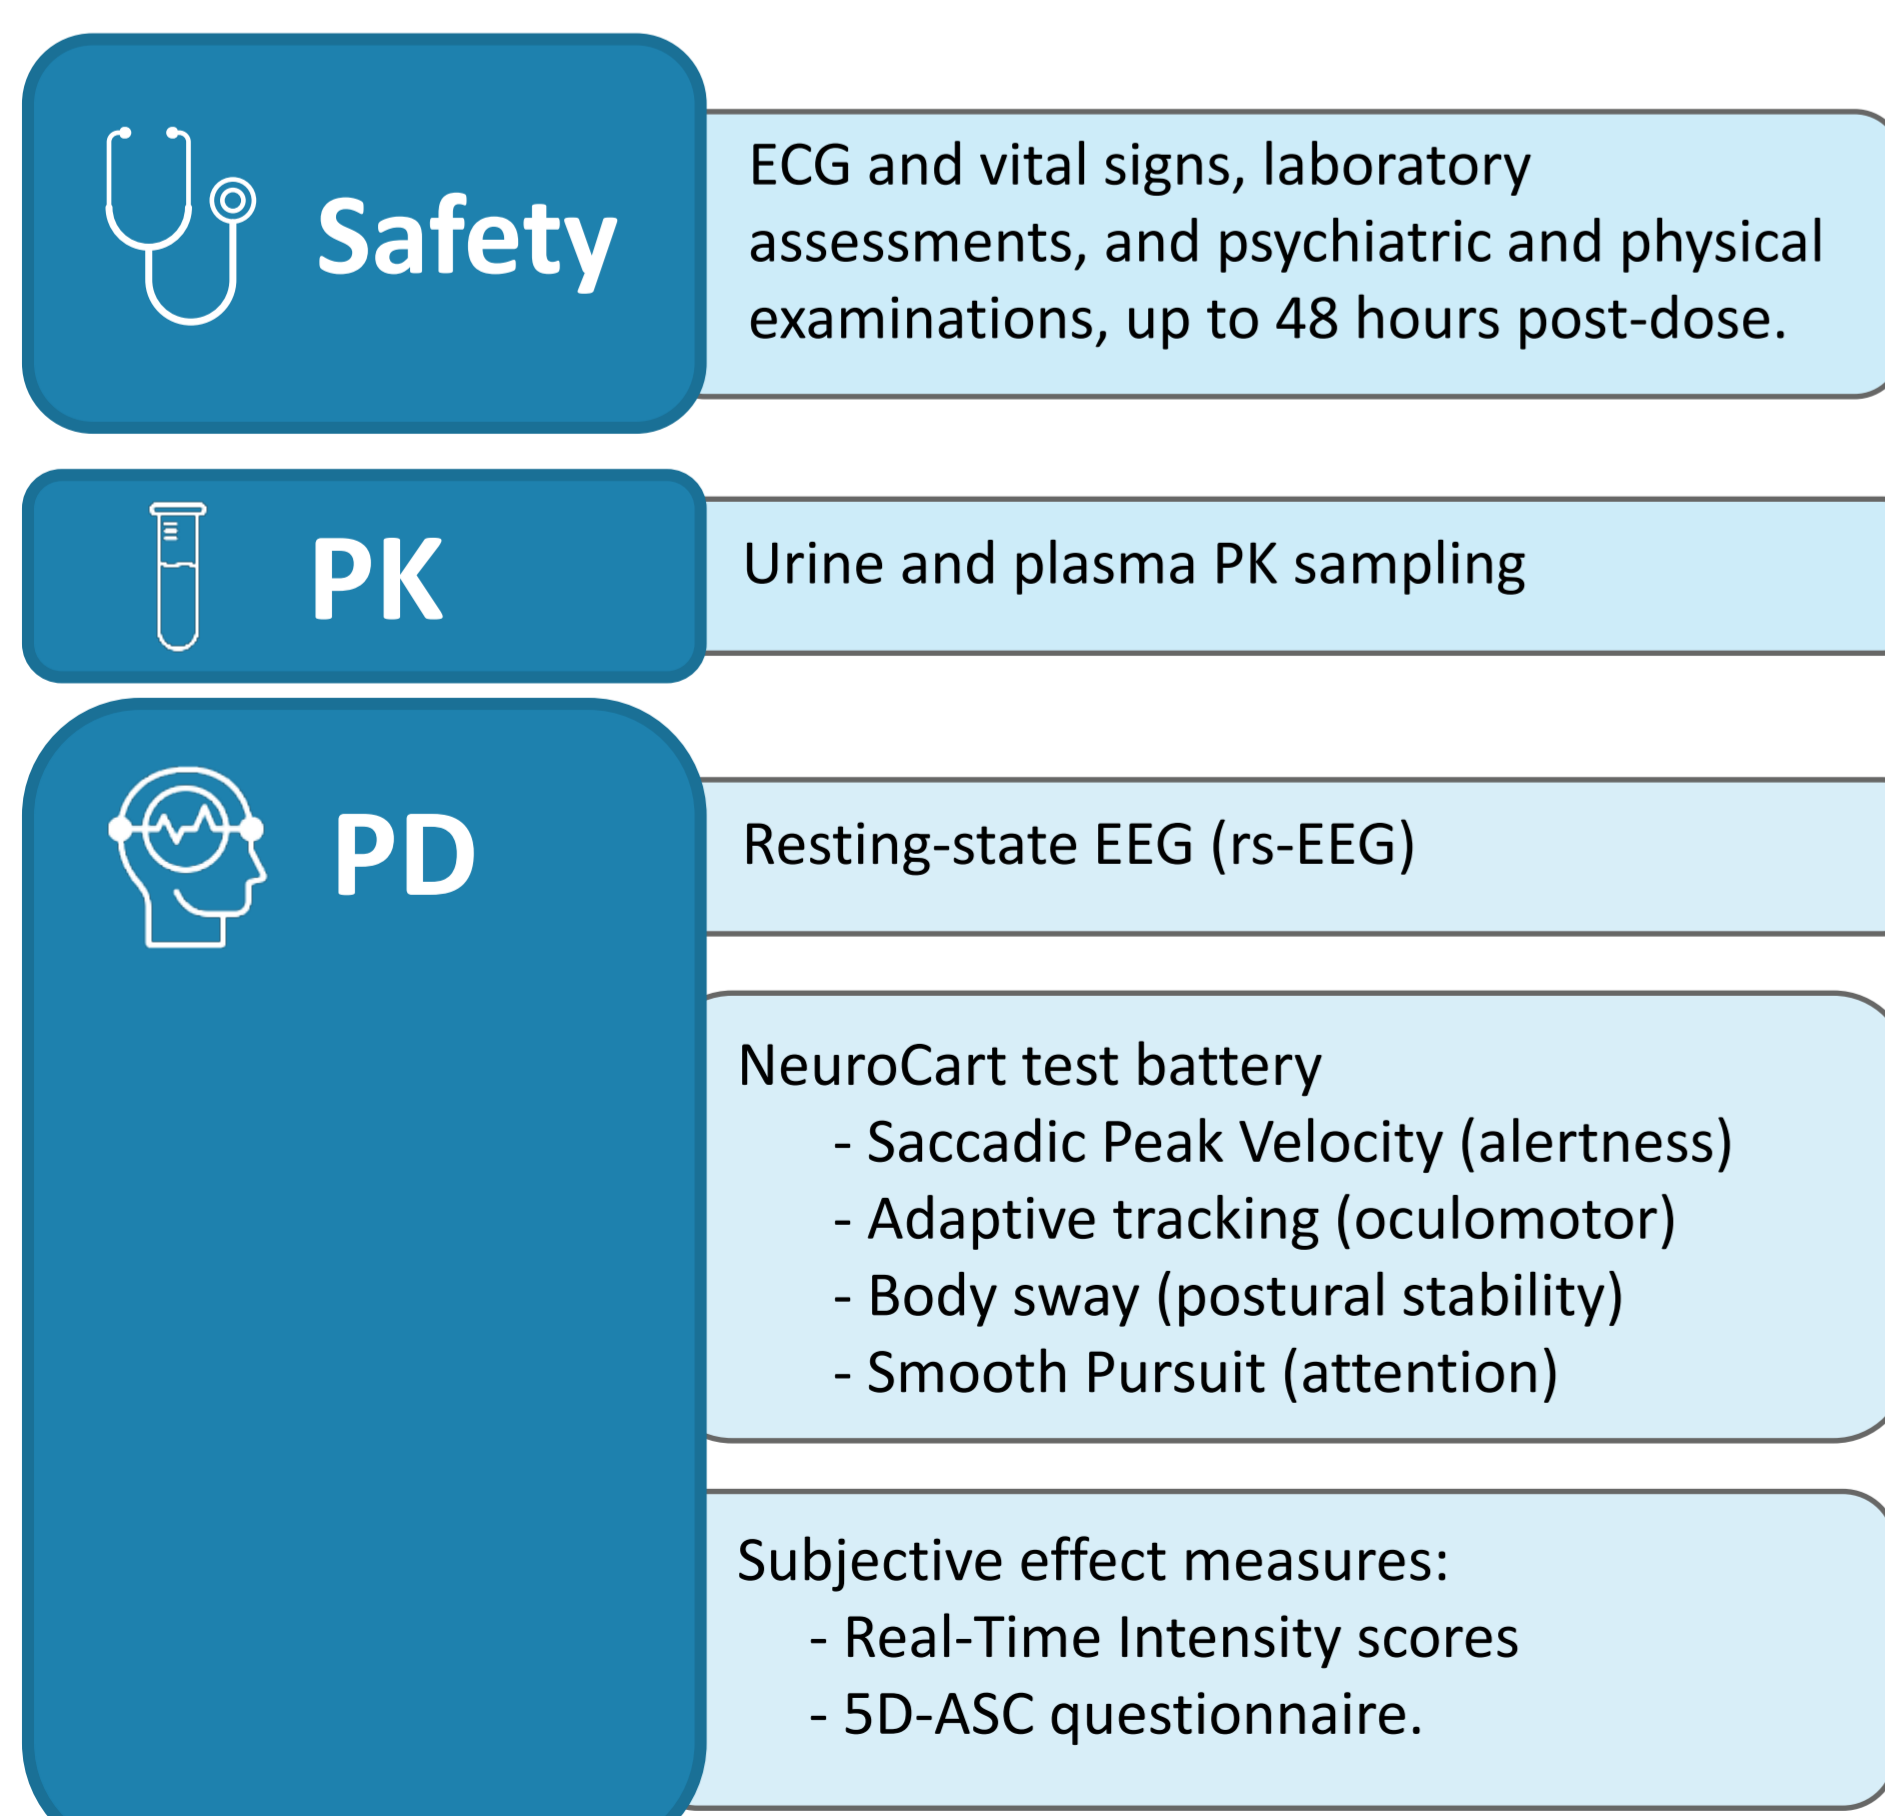 Safety
ECG and vital signs, laboratory
assessments, and psychiatric and physical
examinations, up to 48 hours post-dose.
PK
Urine and plasma PK sampling
PD
Resting-state EEG (rs-EEG)
NeuroCart test battery
- Saccadic Peak Velocity (alertness)
- Adaptive tracking (oculomotor)
- Body sway (postural stability)
- Smooth Pursuit (attention)
Subjective effect measures:
- Real-Time Intensity scores
- 5D-ASC questionnaire.